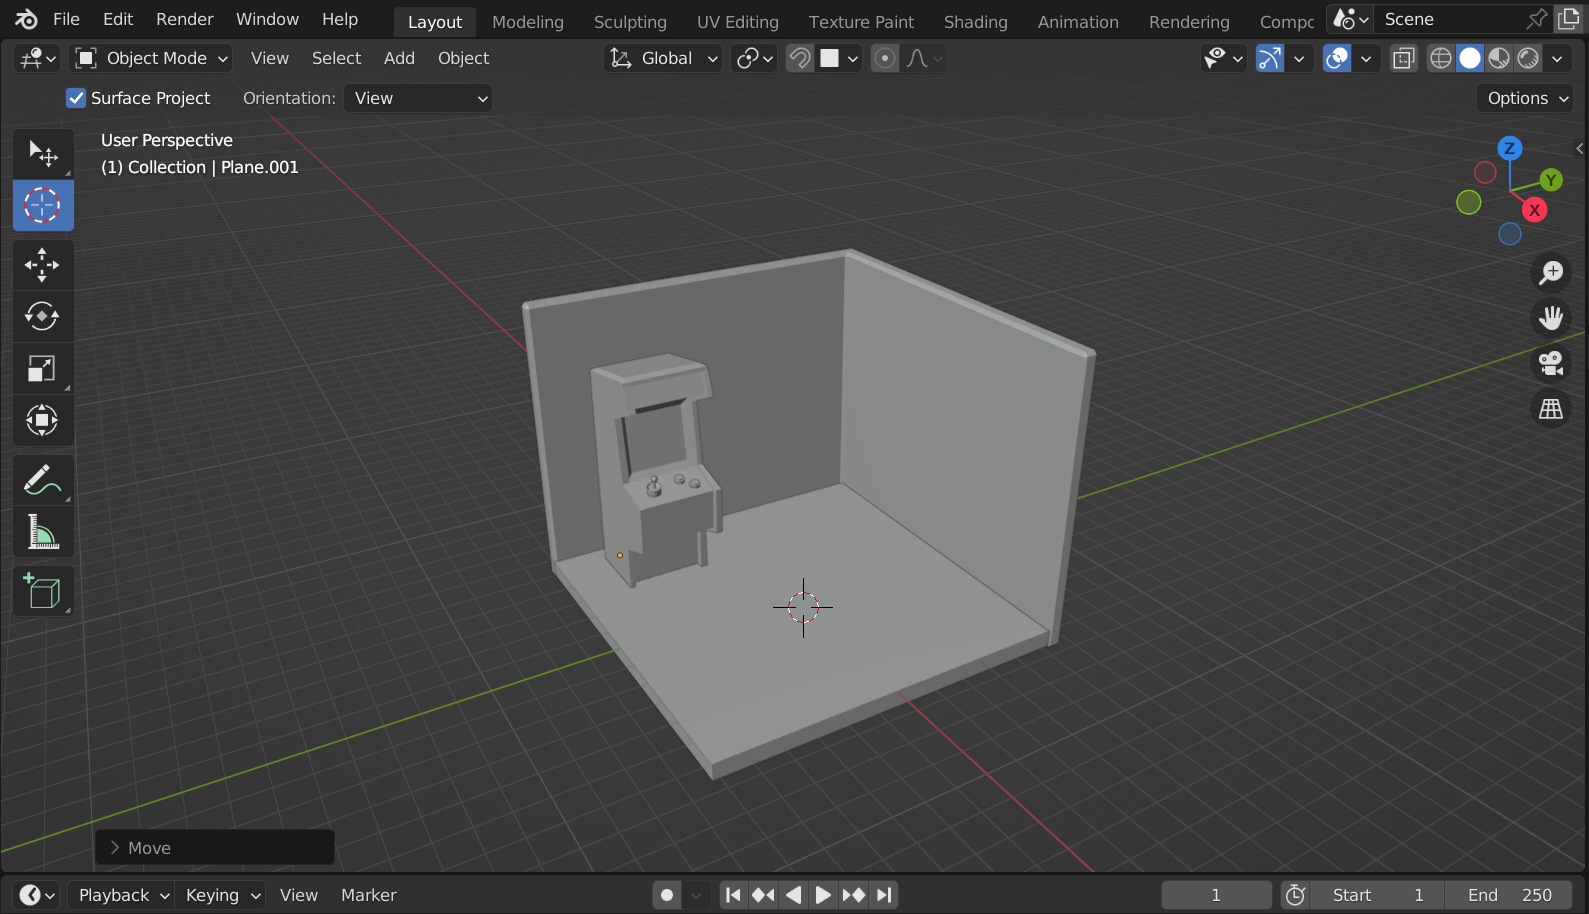 File Edit Render Window Help Layout Modeling Sculpting UV Editing Texture Paint Shading Animation Rendering Compo Scene
Object Mode View Select Add Object Global
Surface Project Orientation: View Options
User Perspective
(1) Collection | Plane.001
Z
Y
X
Move
Playback Keying View Marker 1 Start 1 End 250